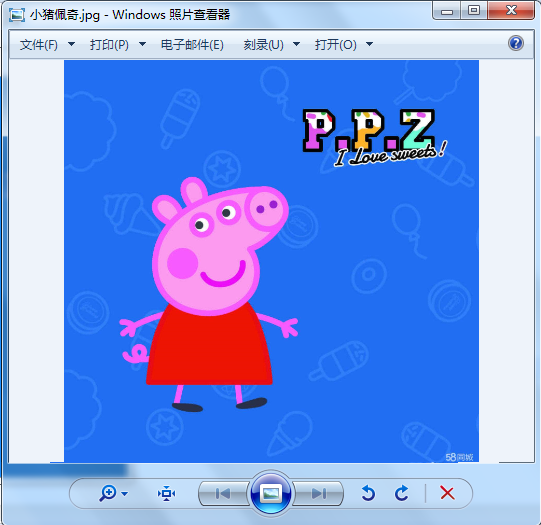 小猪佩奇.jpg - Windows 照片查看器
文件(F) 打印(P) 电子邮件(E) 刻录(U) 打开(O)
P.P.Z
I Love sweets!
58同城